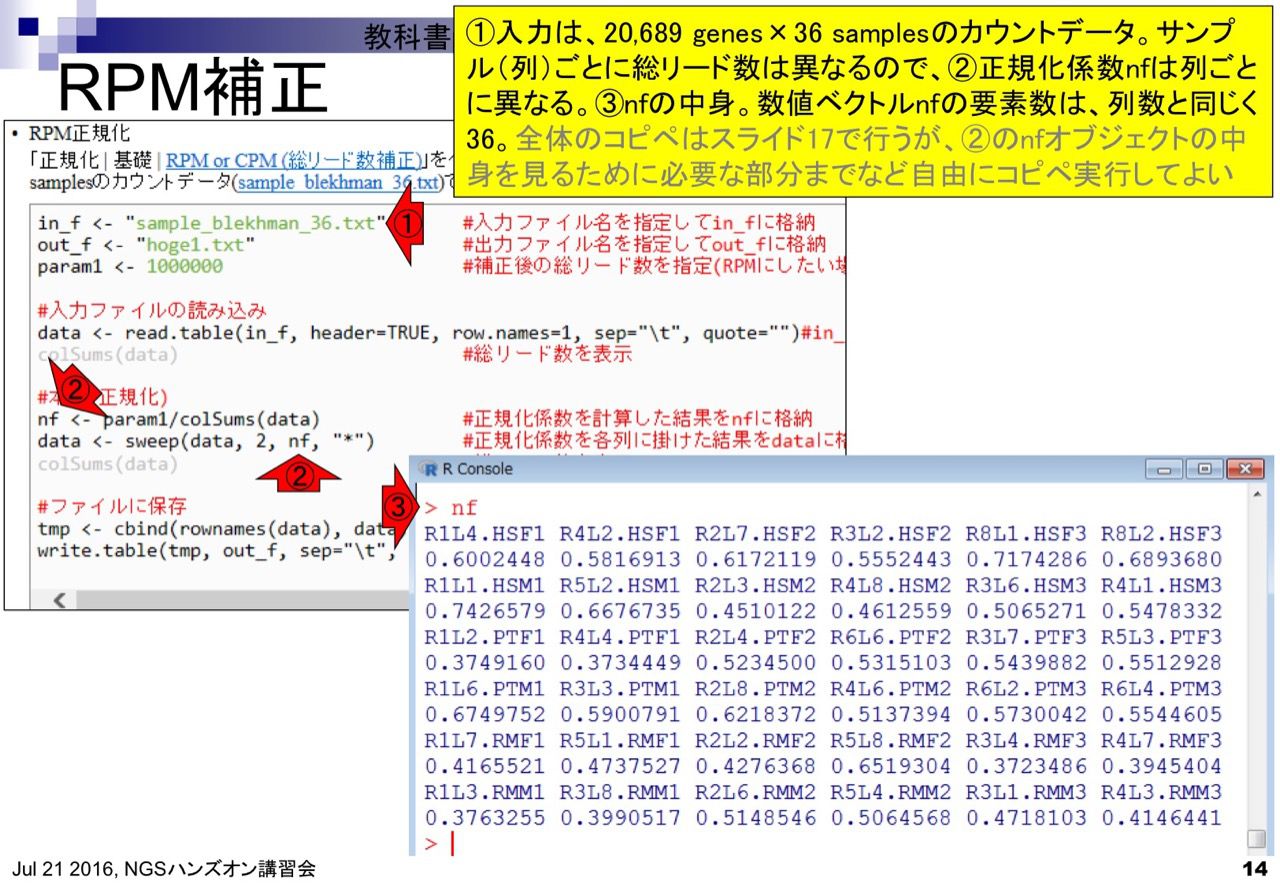 教科書
RPM補正
①入力は、20,689 genes×36 samplesのカウントデータ。サンプ
ル（列）ごとに総リード数は異なるので、②正規化係数nfは列ごと
に異なる。③nfの中身。数値ベクトルnfの要素数は、列数と同じく
36。全体のコピペはスライド17で行うが、②のnfオブジェクトの中
身を見るために必要な部分までなど自由にコピペ実行してよい
• RPM正規化
「正規化 | 基礎 | RPM or CPM (総リード数補正)」を
samplesのカウントデータ(sample_blekhman_36.txt)で
in_f <- "sample_blekhman_36.txt" #入力ファイル名を指定してin_fに格納
①
out_f <- "hoge1.txt" #出力ファイル名を指定してout_fに格納
param1 <- 1000000 #補正後の総リード数を指定(RPMにしたい場
#入力ファイルの読み込み
data <- read.table(in_f, header=TRUE, row.names=1, sep="\t", quote="")#in_
colSums(data) #総リード数を表示
②
#本 正規化)
nf <- param1/colSums(data) #正規化係数を計算した結果をnfに格納
data <- sweep(data, 2, nf, "*") #正規化係数を各列に掛けた結果をdataに格
colSums(data)
②
#ファイルに保存
tmp <- cbind(rownames(data), data
write.table(tmp, out_f, sep="\t",
R Console
③
> nf
R1L4.HSF1 R4L2.HSF1 R2L7.HSF2 R3L2.HSF2 R8L1.HSF3 R8L2.HSF3
0.6002448 0.5816913 0.6172119 0.5552443 0.7174286 0.6893680
R1L1.HSM1 R5L2.HSM1 R2L3.HSM2 R4L8.HSM2 R3L6.HSM3 R4L1.HSM3
0.7426579 0.6676735 0.4510122 0.4612559 0.5065271 0.5478332
R1L2.PTF1 R4L4.PTF1 R2L4.PTF2 R6L6.PTF2 R3L7.PTF3 R5L3.PTF3
0.3749160 0.3734449 0.5234500 0.5315103 0.5439882 0.5512928
R1L6.PTM1 R3L3.PTM1 R2L8.PTM2 R4L6.PTM2 R6L2.PTM3 R6L4.PTM3
0.6749752 0.5900791 0.6218372 0.5137394 0.5730042 0.5544605
R1L7.RMF1 R5L1.RMF1 R2L2.RMF2 R5L8.RMF2 R3L4.RMF3 R4L7.RMF3
0.4165521 0.4737527 0.4276368 0.6519304 0.3723486 0.3945404
R1L3.RMM1 R3L8.RMM1 R2L6.RMM2 R5L4.RMM2 R3L1.RMM3 R4L3.RMM3
0.3763255 0.3990517 0.5148546 0.5064568 0.4718103 0.4146441
>
Jul 21 2016, NGSハンズオン講習会
14